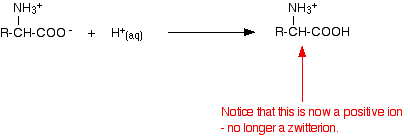 NH₃⁺ NH₃⁺
R-CH-COO⁻ + H⁺(aq) R-CH-COOH
Notice that this is now a positive ion
- no longer a zwitterion.